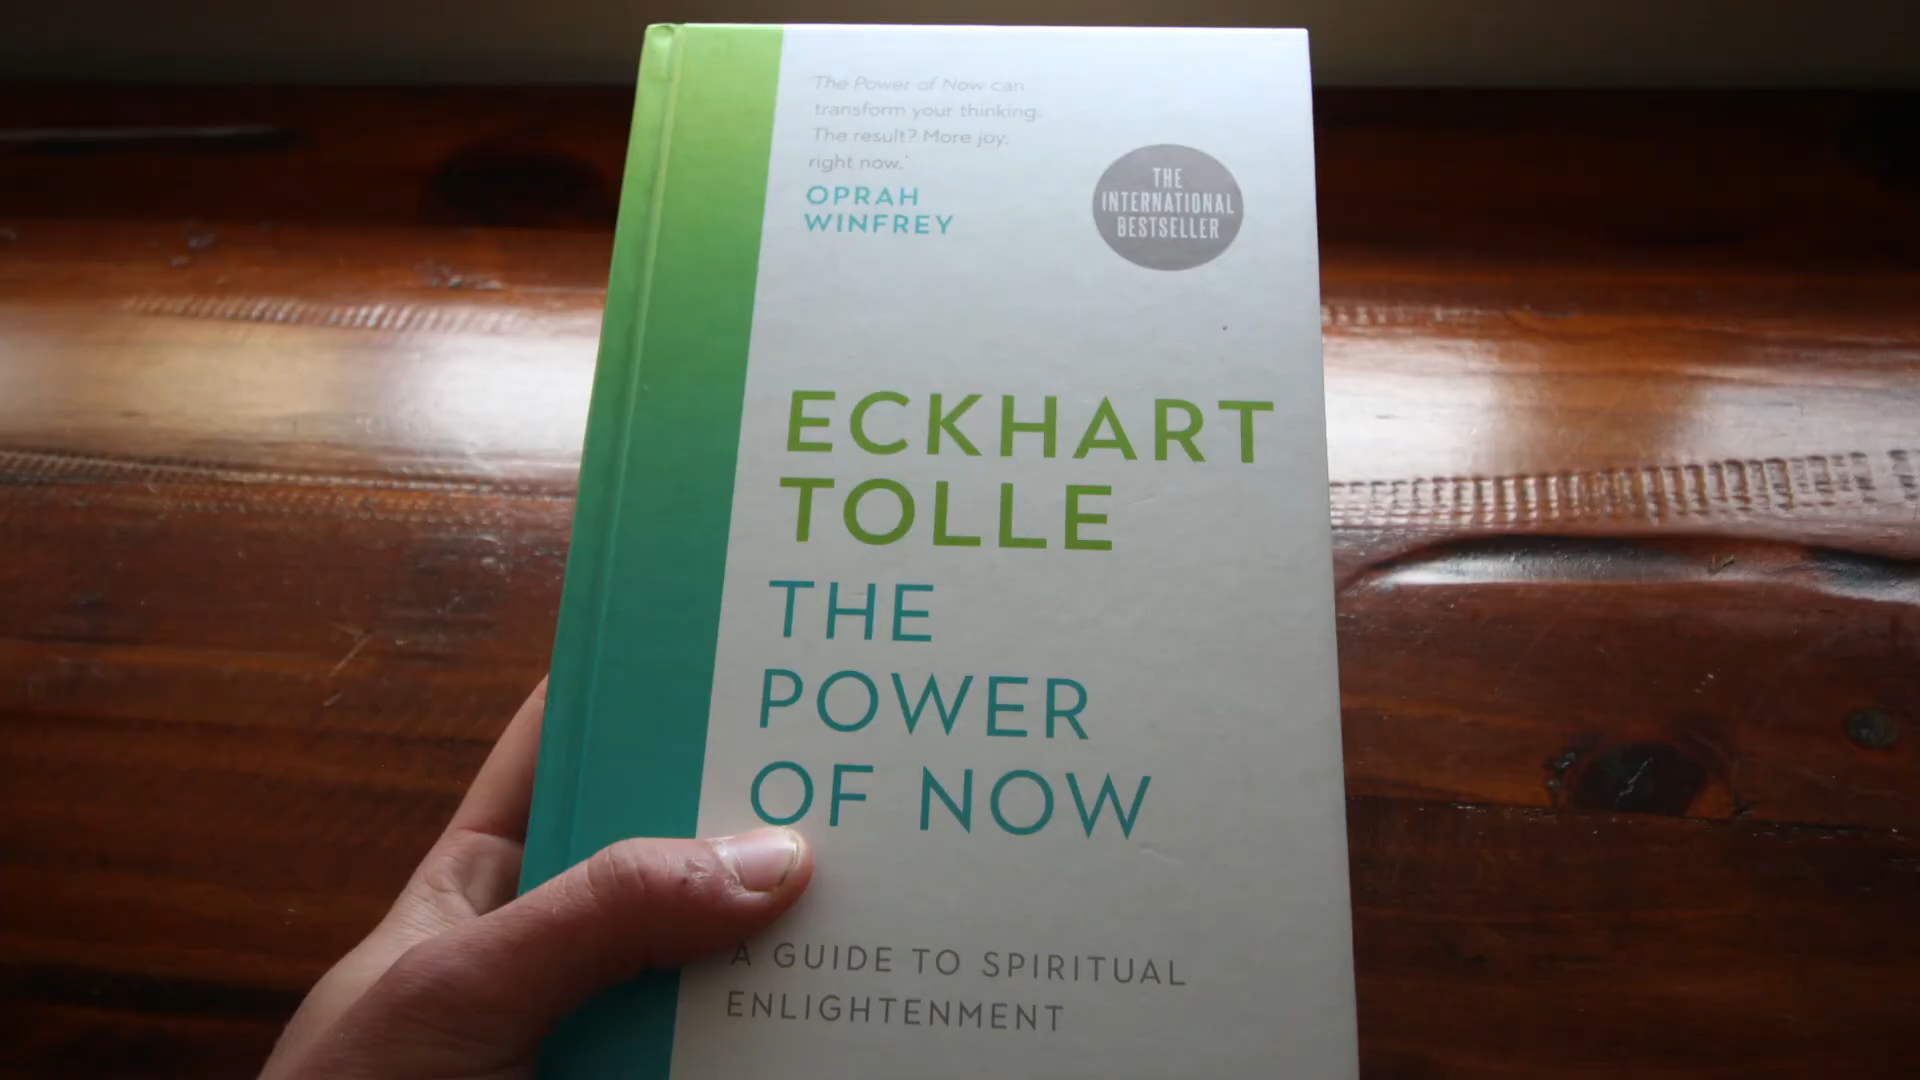 'The Power of Now can
transform your thinking.
The result? More joy,
right now.'
OPRAH
WINFREY
THE
INTERNATIONAL
BESTSELLER
ECKHART
TOLLE
THE
POWER
OF NOW
A GUIDE TO SPIRITUAL
ENLIGHTENMENT